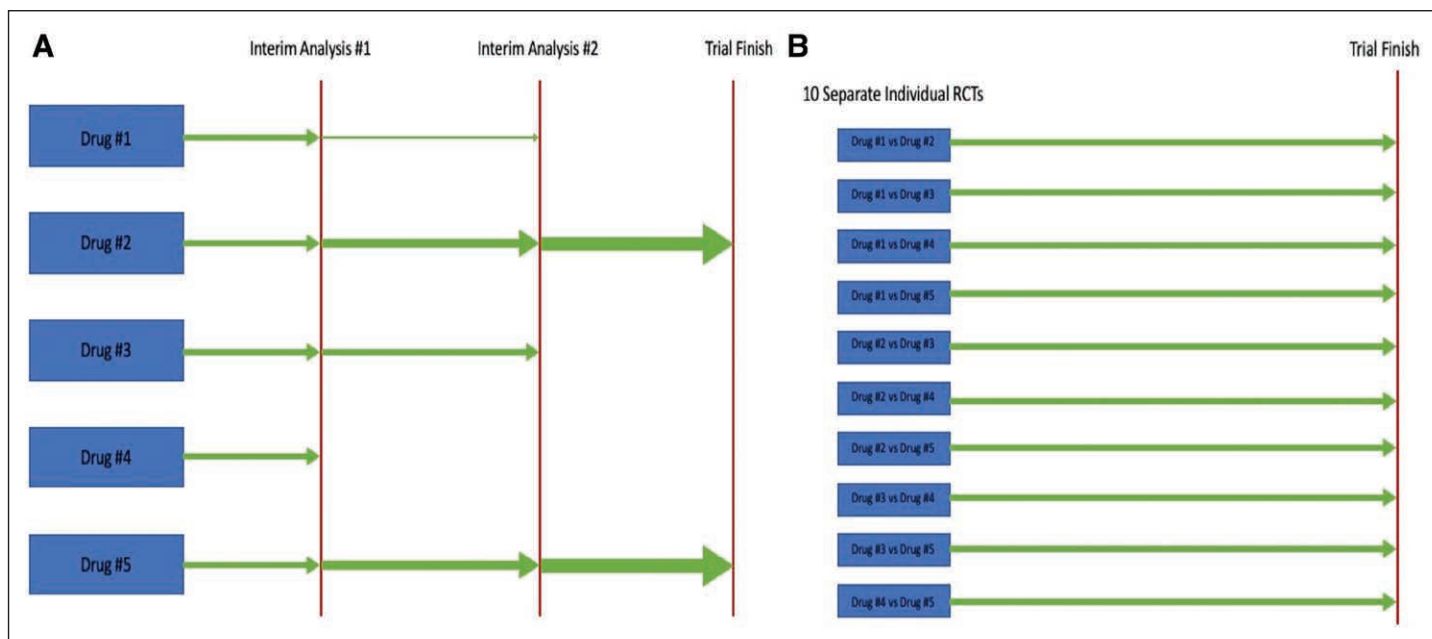 A
Interim Analysis #1
Interim Analysis #2
Trial Finish
Drug #1
Drug #2
Drug #3
Drug #4
Drug #5
B
Trial Finish
10 Separate Individual RCTs
Drug #1 vs Drug #2
Drug #1 vs Drug #3
Drug #1 vs Drug #4
Drug #1 vs Drug #5
Drug #2 vs Drug #3
Drug #2 vs Drug #4
Drug #2 vs Drug #5
Drug #3 vs Drug #4
Drug #3 vs Drug #5
Drug #4 vs Drug #5